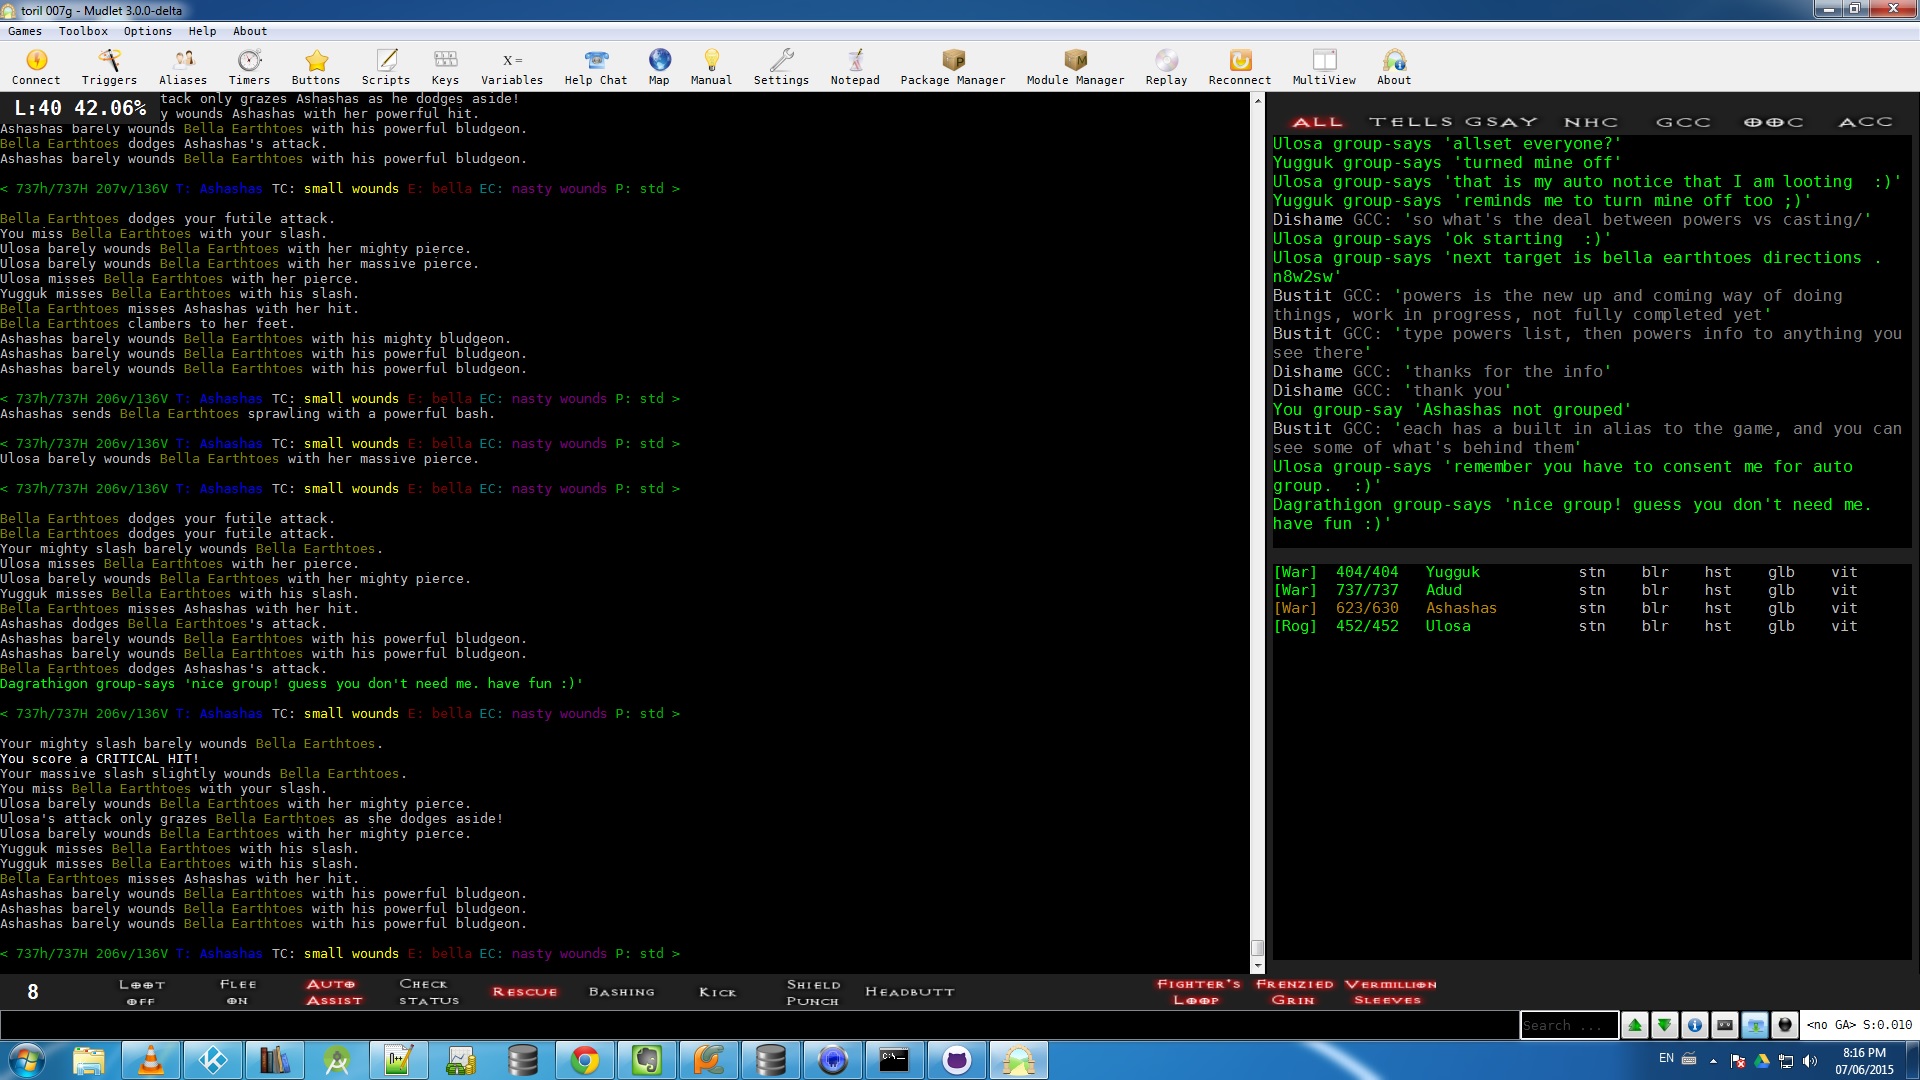 toril 007g - Mudlet 3.0.0-delta
Games Toolbox Options Help About
Connect Triggers Aliases Timers Buttons Scripts Keys Variables Help Chat Map Manual Settings Notepad Package Manager Module Manager Replay Reconnect MultiView About
X =
L:40 42.06%
tack only grazes Ashashas as he dodges aside!
y wounds Ashashas with her powerful hit.
Ashashas barely wounds Bella Earthtoes with his powerful bludgeon.
Bella Earthtoes dodges Ashashas's attack.
Ashashas barely wounds Bella Earthtoes with his powerful bludgeon.
< 737h/737H 207v/136V T: Ashashas TC: small wounds E: bella EC: nasty wounds P: std >
Bella Earthtoes dodges your futile attack.
You miss Bella Earthtoes with your slash.
Ulosa barely wounds Bella Earthtoes with her mighty pierce.
Ulosa barely wounds Bella Earthtoes with her massive pierce.
Ulosa misses Bella Earthtoes with her pierce.
Yugguk misses Bella Earthtoes with his slash.
Bella Earthtoes misses Ashashas with her hit.
Bella Earthtoes clambers to her feet.
Ashashas barely wounds Bella Earthtoes with his mighty bludgeon.
Ashashas barely wounds Bella Earthtoes with his powerful bludgeon.
Ashashas barely wounds Bella Earthtoes with his powerful bludgeon.
< 737h/737H 206v/136V T: Ashashas TC: small wounds E: bella EC: nasty wounds P: std >
Ashashas sends Bella Earthtoes sprawling with a powerful bash.
< 737h/737H 206v/136V T: Ashashas TC: small wounds E: bella EC: nasty wounds P: std >
Ulosa barely wounds Bella Earthtoes with her massive pierce.
< 737h/737H 206v/136V T: Ashashas TC: small wounds E: bella EC: nasty wounds P: std >
Bella Earthtoes dodges your futile attack.
Bella Earthtoes dodges your futile attack.
Your mighty slash barely wounds Bella Earthtoes.
Ulosa misses Bella Earthtoes with her pierce.
Ulosa barely wounds Bella Earthtoes with her mighty pierce.
Yugguk misses Bella Earthtoes with his slash.
Bella Earthtoes misses Ashashas with her hit.
Ashashas dodges Bella Earthtoes's attack.
Ashashas barely wounds Bella Earthtoes with his powerful bludgeon.
Ashashas barely wounds Bella Earthtoes with his powerful bludgeon.
Bella Earthtoes dodges Ashashas's attack.
Dagrathigon group-says 'nice group! guess you don't need me. have fun :)'
< 737h/737H 206v/136V T: Ashashas TC: small wounds E: bella EC: nasty wounds P: std >
Your mighty slash barely wounds Bella Earthtoes.
You score a CRITICAL HIT!
Your massive slash slightly wounds Bella Earthtoes.
You miss Bella Earthtoes with your slash.
Ulosa barely wounds Bella Earthtoes with her mighty pierce.
Ulosa's attack only grazes Bella Earthtoes as she dodges aside!
Ulosa barely wounds Bella Earthtoes with her mighty pierce.
Yugguk misses Bella Earthtoes with his slash.
Yugguk misses Bella Earthtoes with his slash.
Bella Earthtoes misses Ashashas with her hit.
Ashashas barely wounds Bella Earthtoes with his powerful bludgeon.
Ashashas barely wounds Bella Earthtoes with his powerful bludgeon.
Ashashas barely wounds Bella Earthtoes with his powerful bludgeon.
< 737h/737H 206v/136V T: Ashashas TC: small wounds E: bella EC: nasty wounds P: std >
ALL TELLS GSAY NHC GCC OOC ACC
Ulosa group-says 'allset everyone?'
Yugguk group-says 'turned mine off'
Ulosa group-says 'that is my auto notice that I am looting  :)'
Yugguk group-says 'reminds me to turn mine off too ;)'
Dishame GCC: 'so what's the deal between powers vs casting/'
Ulosa group-says 'ok starting  :)'
Ulosa group-says 'next target is bella earthtoes directions .
n8w2sw'
Bustit GCC: 'powers is the new up and coming way of doing
things, work in progress, not fully completed yet'
Bustit GCC: 'type powers list, then powers info to anything you
see there'
Dishame GCC: 'thanks for the info'
Dishame GCC: 'thank you'
You group-say 'Ashashas not grouped'
Bustit GCC: 'each has a built in alias to the game, and you can
see some of what's behind them'
Ulosa group-says 'remember you have to consent me for auto
group.  :)'
Dagrathigon group-says 'nice group! guess you don't need me.
have fun :)'
[War] 404/404 Yugguk stn blr hst glb vit
[War] 737/737 Adud stn blr hst glb vit
[War] 623/630 Ashashas stn blr hst glb vit
[Rog] 452/452 Ulosa stn blr hst glb vit
8
LOOT OFF
FLEE ON
AUTO ASSIST
CHECK STATUS
RESCUE
BASHING
KICK
SHIELD PUNCH
HEADBUTT
FIGHTER'S LOOP
FRENZIED GRIN
VERMILLION SLEEVES
Search ...
<no GA> S:0.010
C:\_
EN
8:16 PM
07/06/2015